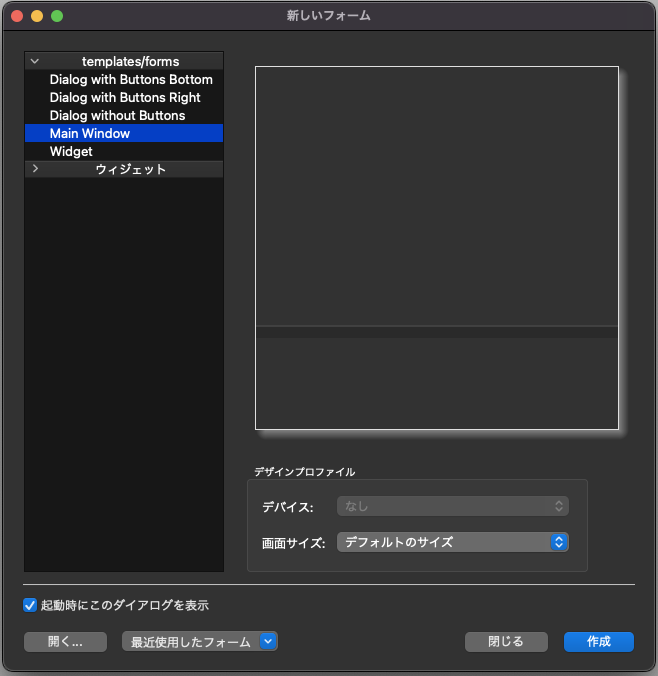 新しいフォーム
templates/forms
Dialog with Buttons Bottom
Dialog with Buttons Right
Dialog without Buttons
Main Window
Widget
ウィジェット
デザインプロファイル
デバイス: なし
画面サイズ: デフォルトのサイズ
起動時にこのダイアログを表示
開く... 最近使用したフォーム 閉じる 作成